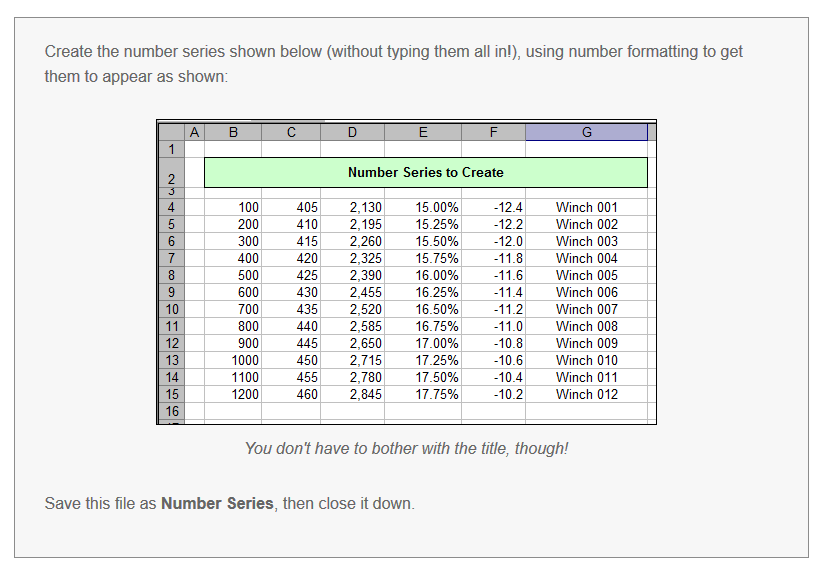 Create the number series shown below (without typing them all in!), using number formatting to get
them to appear as shown:
A B C D E F G
1
2 Number Series to Create
3
4 100 405 2,130 15.00% -12.4 Winch 001
5 200 410 2,195 15.25% -12.2 Winch 002
6 300 415 2,260 15.50% -12.0 Winch 003
7 400 420 2,325 15.75% -11.8 Winch 004
8 500 425 2,390 16.00% -11.6 Winch 005
9 600 430 2,455 16.25% -11.4 Winch 006
10 700 435 2,520 16.50% -11.2 Winch 007
11 800 440 2,585 16.75% -11.0 Winch 008
12 900 445 2,650 17.00% -10.8 Winch 009
13 1000 450 2,715 17.25% -10.6 Winch 010
14 1100 455 2,780 17.50% -10.4 Winch 011
15 1200 460 2,845 17.75% -10.2 Winch 012
16
You don't have to bother with the title, though!
Save this file as Number Series, then close it down.